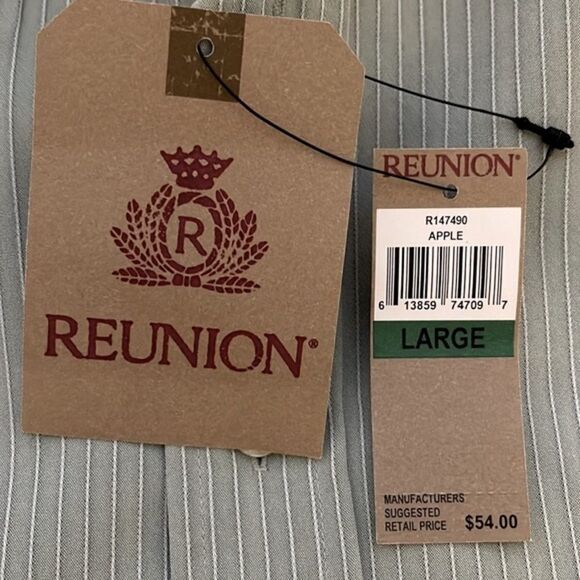 R
REUNION®
REUNION®
R147490
APPLE
6 13859 74709 7
LARGE
MANUFACTURERS
SUGGESTED
RETAIL PRICE $54.00